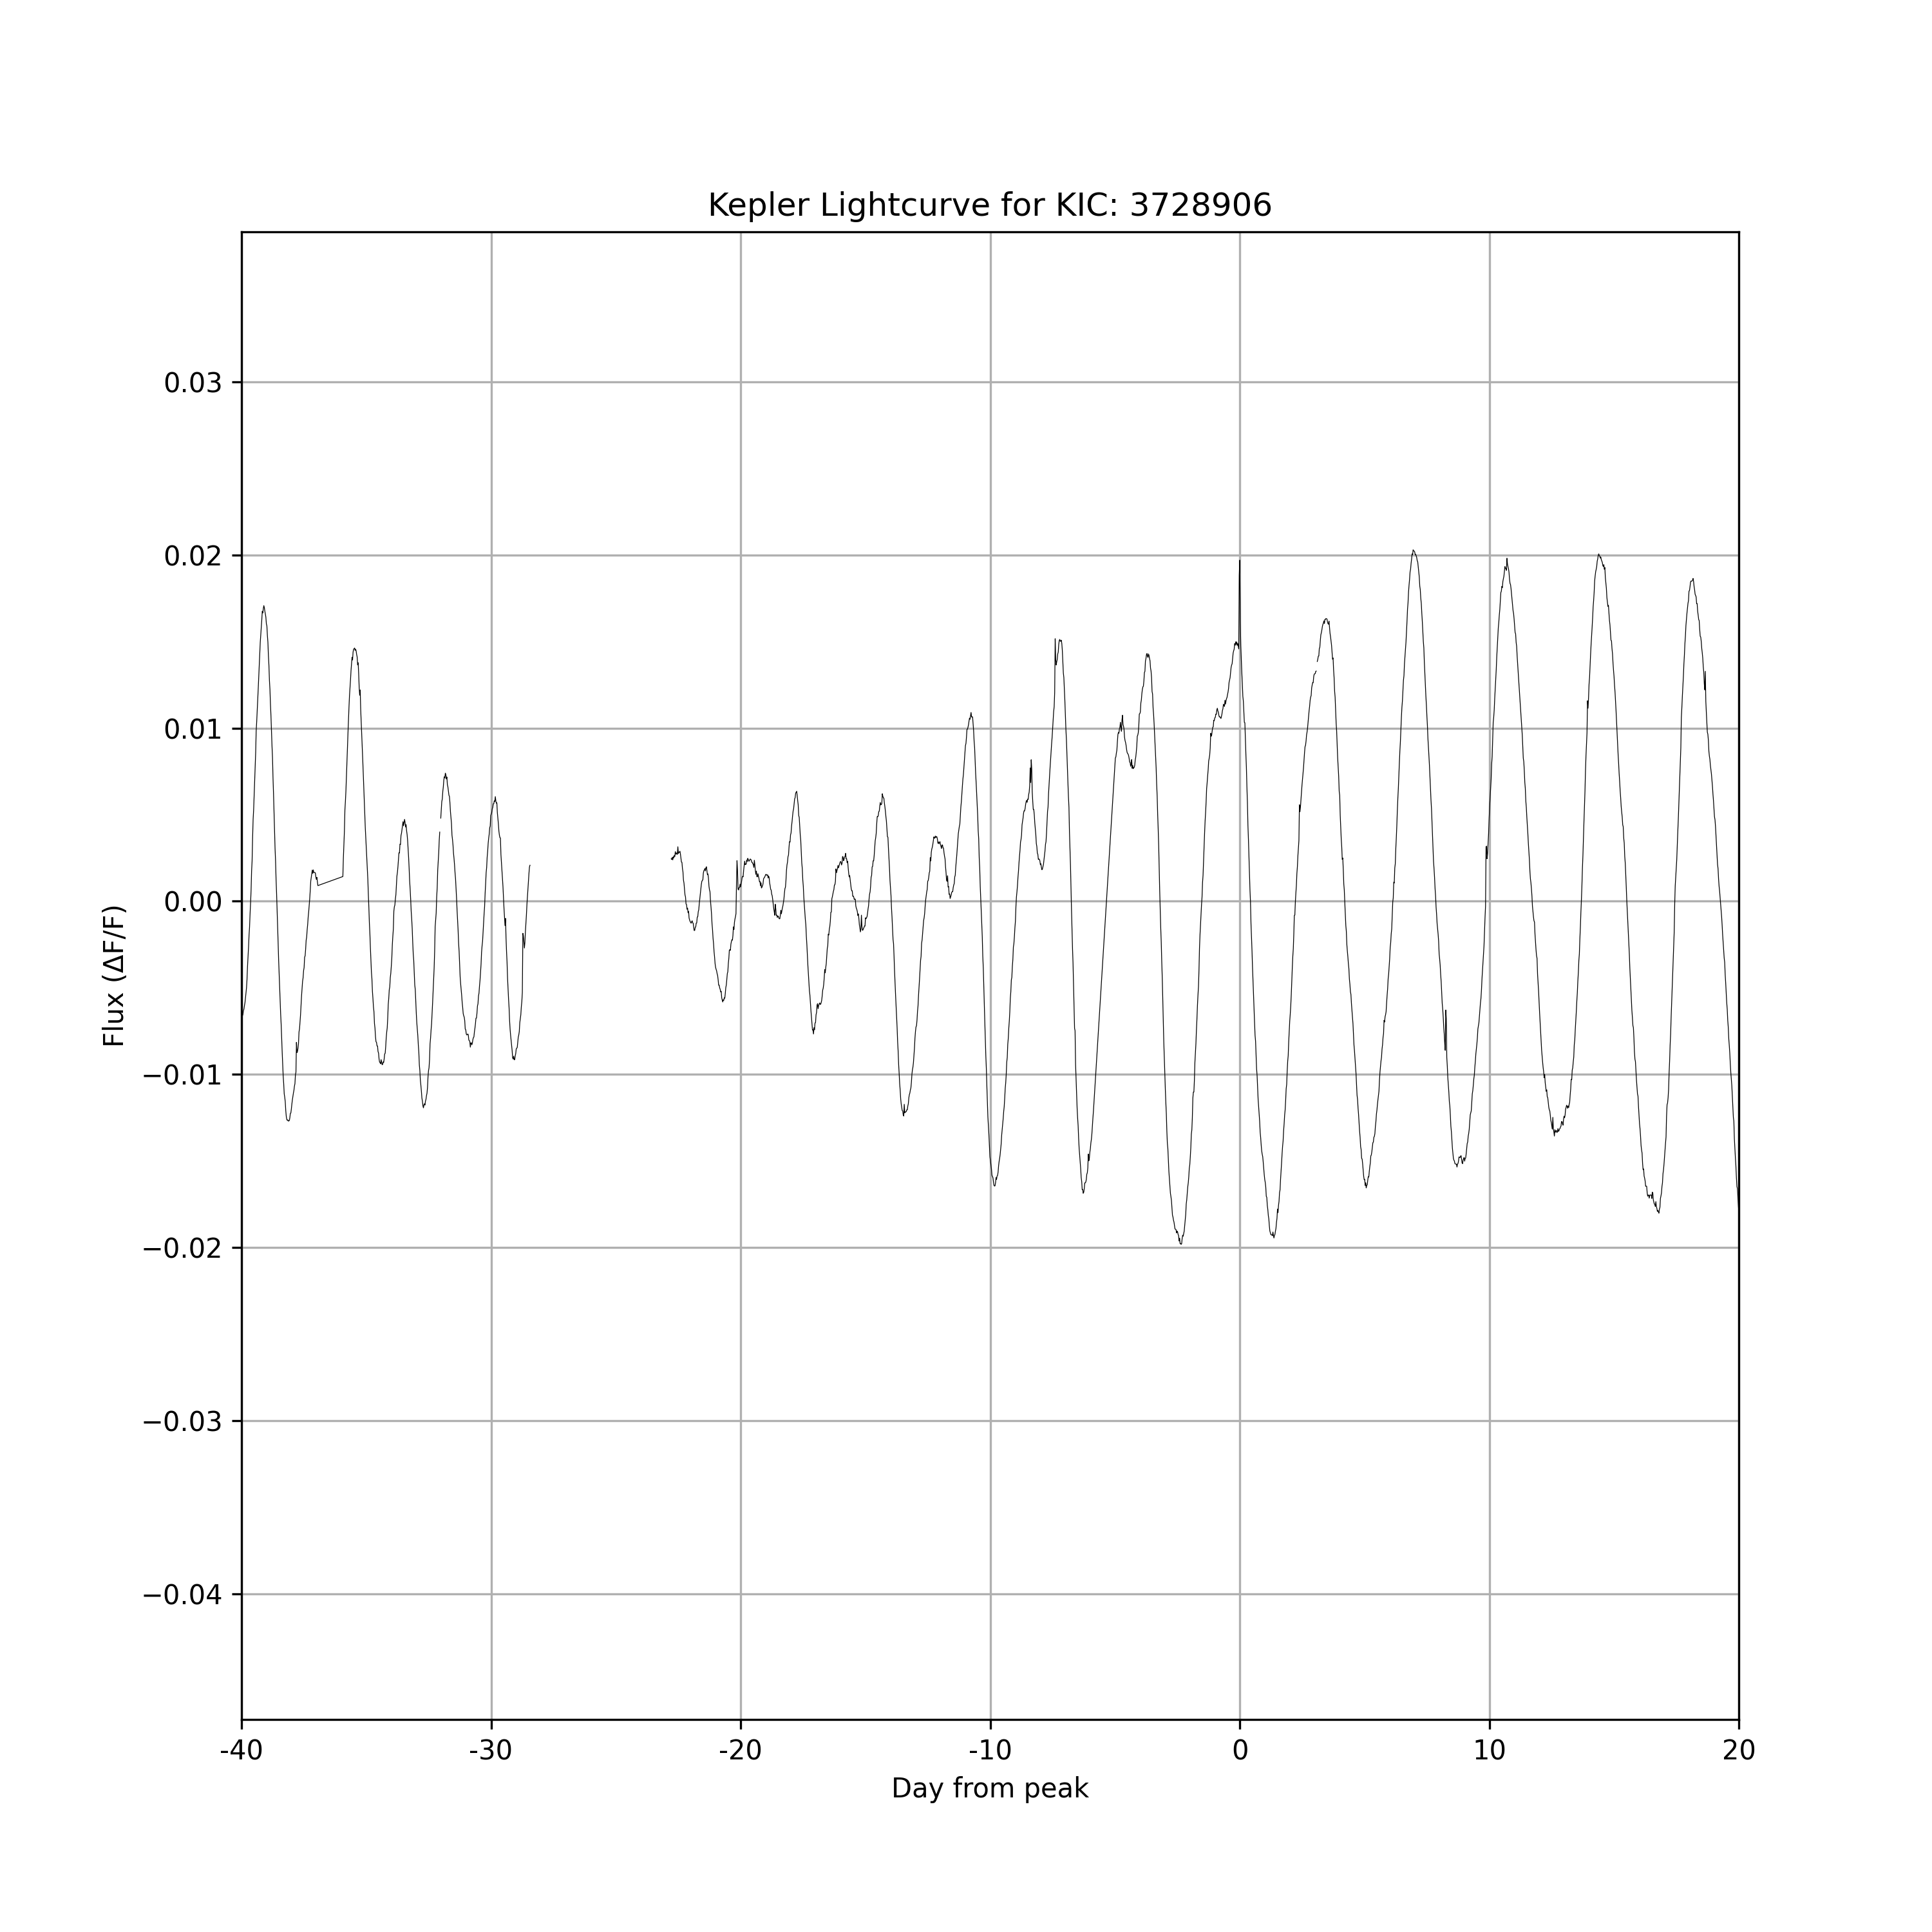 Kepler Lightcurve for KIC: 3728906
0.03
0.02
0.01
0.00
−0.01
−0.02
−0.03
−0.04
Flux (ΔF/F)
-40 -30 -20 -10 0 10 20
Day from peak